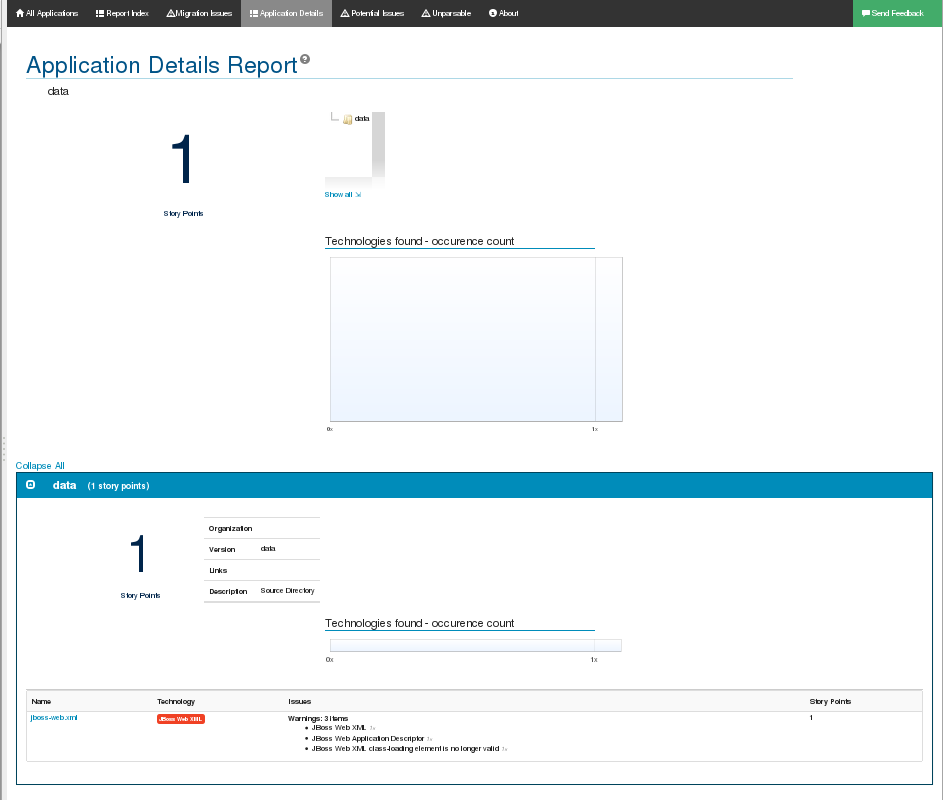 All Applications Report Index Migration Issues Application Details Potential Issues Unparsable About Send Feedback
Application Details Report
data
data
1
Story Points
Show all
Technologies found - occurence count
0x 1x
Collapse All
data (1 story points)
1
Story Points
Organization
Version data
Links
Description Source Directory
Technologies found - occurence count
0x 1x
Name Technology Issues Story Points
jboss-web.xml JBoss Web XML Warnings: 3 items 1
JBoss Web XML 1x
JBoss Web Application Descriptor 1x
JBoss Web XML class-loading element is no longer valid 1x